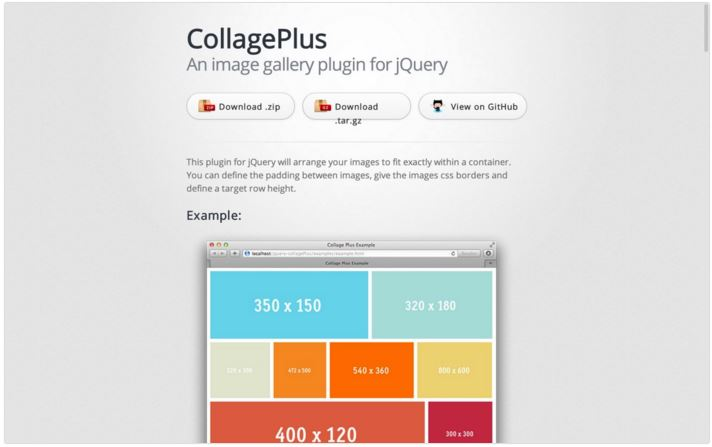 CollagePlus
An image gallery plugin for jQuery
Download .zip
Download
.tar.gz
View on GitHub
This plugin for jQuery will arrange your images to fit exactly within a container.
You can define the padding between images, give the images css borders and
define a target row height.
Example:
Collage Plus Example
localhost/jquery-collagePlus/examples/example.html
Collage Plus Example
350 x 150
320 x 180
472 x 500
540 x 360
800 x 600
400 x 120
300 x 300